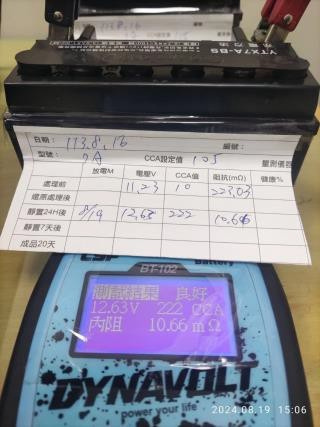 YTX7A-BS
日期: 113.8.16 編號:
型號: 7A CCA設定值 105 量測儀器
放電M 電壓V CCA值 阻抗(mΩ) 健康%
處理前 11.23 10 223.03
還原處理後
靜置24H後 8/19 12.63 222 10.66
靜置7天後
成品20天
Battery
BT-102
測試結果 良好
12.63V 222 CCA
內阻 10.66 mΩ
DYNAVOLT
power your life
2024.08.19 15:06